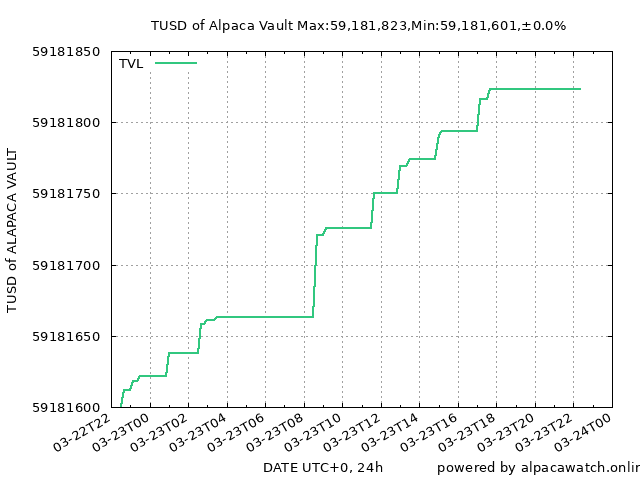 TUSD of Alpaca Vault Max:59,181,823,Min:59,181,601,±0.0%
TVL
59181850
59181800
59181750
59181700
59181650
59181600
TUSD of ALAPACA VAULT
03-22T22
03-23T00
03-23T02
03-23T04
03-23T06
03-23T08
03-23T10
03-23T12
03-23T14
03-23T16
03-23T18
03-23T20
03-23T22
03-24T00
DATE UTC+0, 24h
powered by alpacawatch.onlin